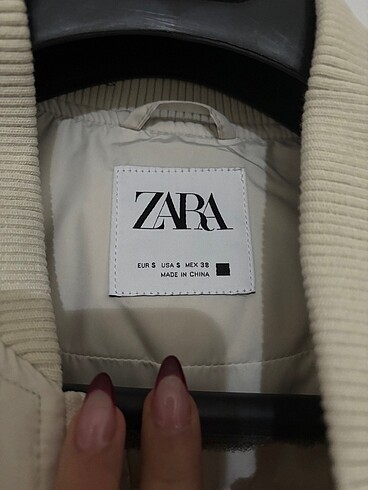 ZARA
EUR S USA S MEX 38
MADE IN CHINA